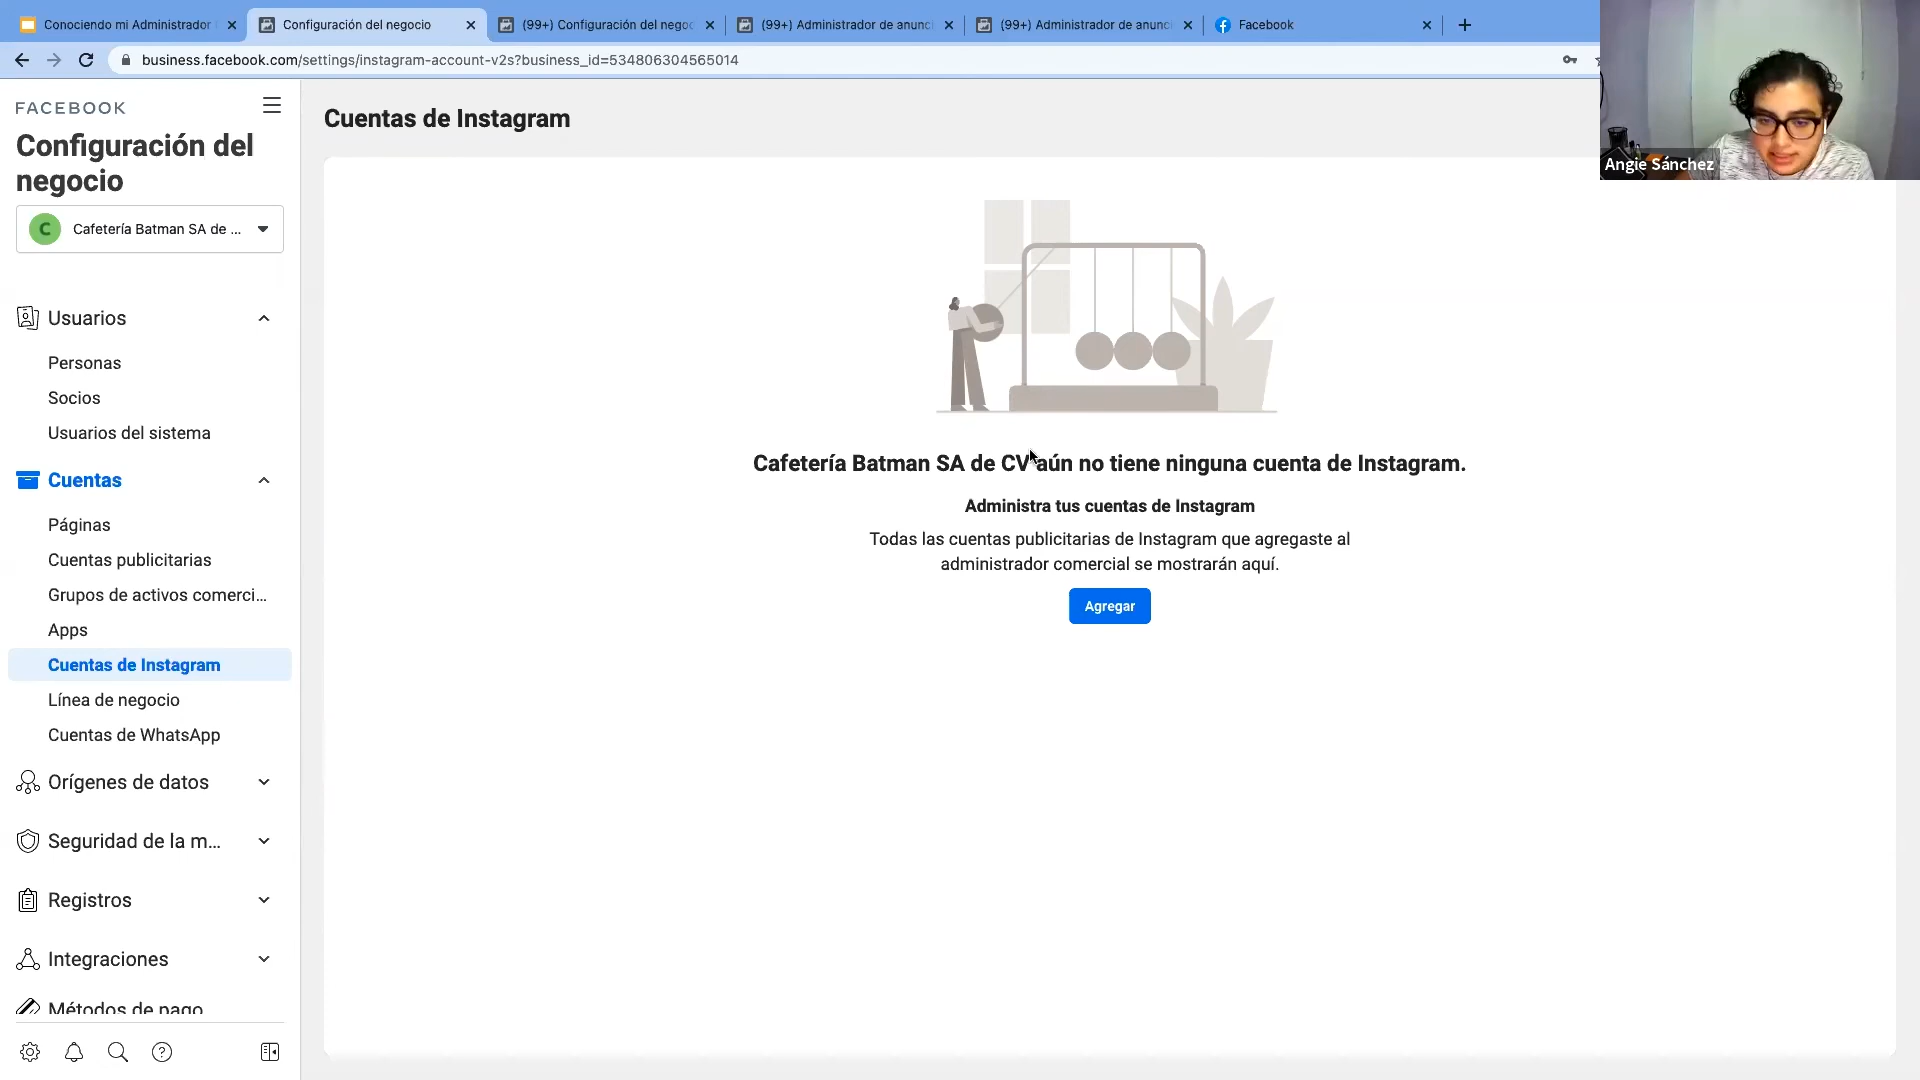 Conociendo mi Administrador
Configuración del negocio
(99+) Configuración del negoc
(99+) Administrador de anunci
(99+) Administrador de anunci
Facebook
business.facebook.com/settings/instagram-account-v2s?business_id=534806304565014
Angie Sánchez
FACEBOOK
Configuración del
negocio
C
Cafetería Batman SA de ...
Usuarios
Personas
Socios
Usuarios del sistema
Cuentas
Páginas
Cuentas publicitarias
Grupos de activos comerci...
Apps
Cuentas de Instagram
Línea de negocio
Cuentas de WhatsApp
Orígenes de datos
Seguridad de la m...
Registros
Integraciones
Métodos de pago
Cuentas de Instagram
Cafetería Batman SA de CV aún no tiene ninguna cuenta de Instagram.
Administra tus cuentas de Instagram
Todas las cuentas publicitarias de Instagram que agregaste al
administrador comercial se mostrarán aquí.
Agregar